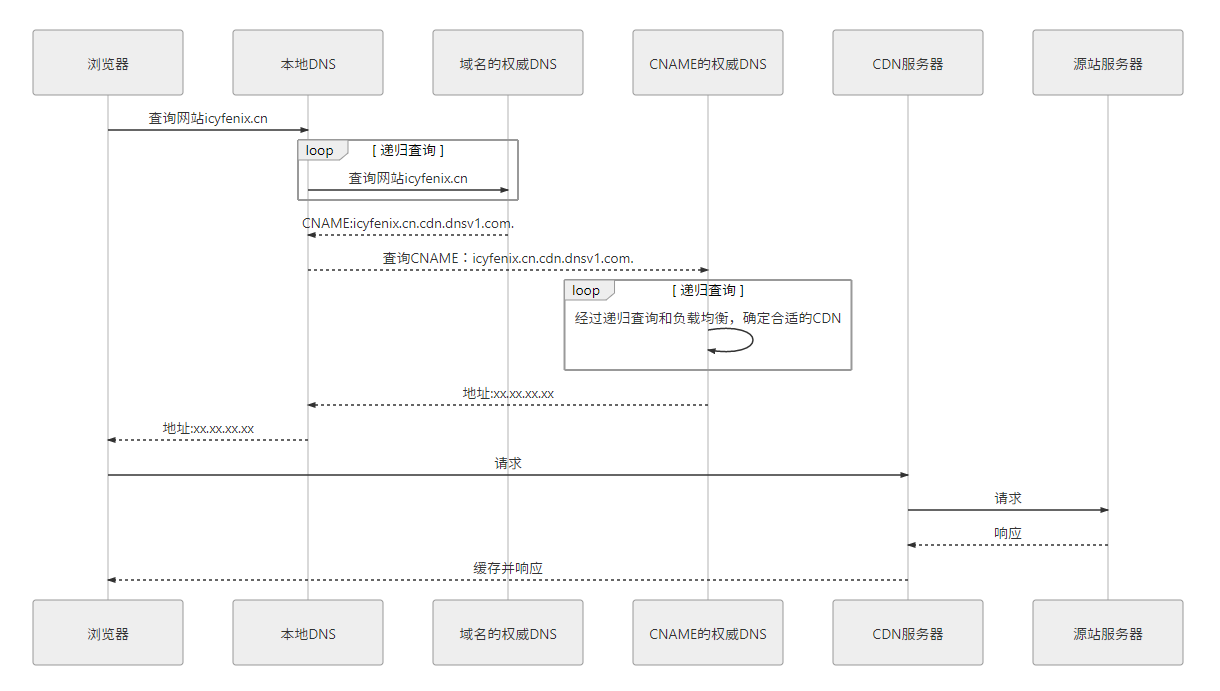 浏览器
本地DNS
域名的权威DNS
CNAME的权威DNS
CDN服务器
源站服务器
查询网站icyfenix.cn
loop
[ 递归查询 ]
查询网站icyfenix.cn
CNAME:icyfenix.cn.cdn.dnsv1.com.
查询CNAME：icyfenix.cn.cdn.dnsv1.com.
loop
[ 递归查询 ]
经过递归查询和负载均衡，确定合适的CDN
地址:xx.xx.xx.xx
地址:xx.xx.xx.xx
请求
请求
响应
缓存并响应
浏览器
本地DNS
域名的权威DNS
CNAME的权威DNS
CDN服务器
源站服务器